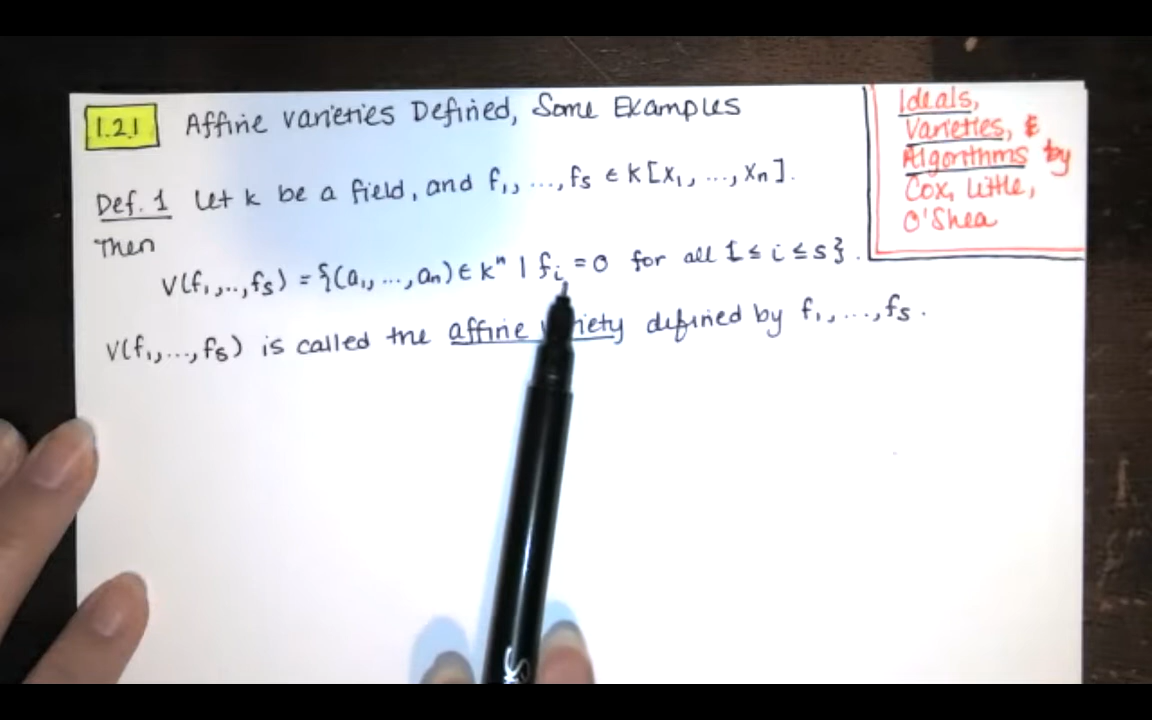 1.2.1 Affine varieties Defined, Some Examples
Def. 1 Let k be a field, and f₁, ..., fₛ ∈ k[x₁, ..., xₙ].
Then
V(f₁,..,fₛ) = {(a₁, ..., aₙ) ∈ kⁿ | fᵢ = 0 for all 1 ≤ i ≤ s}.
V(f₁,...,fₛ) is called the affine defined by f₁, ..., fₛ.
Ideals,
Varieties, &
Algorithms by
Cox, Little,
O'Shea